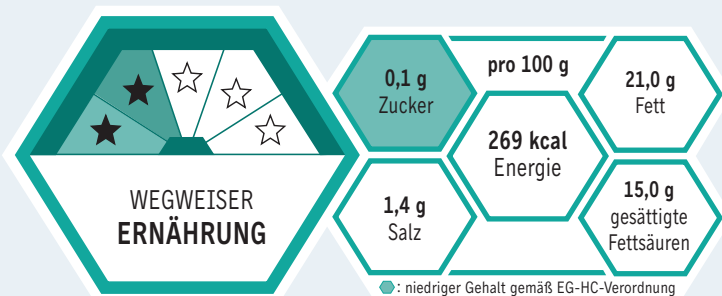 WEGWEISER
ERNÄHRUNG
0,1 g
Zucker
pro 100 g
21,0 g
Fett
269 kcal
Energie
1,4 g
Salz
15,0 g
gesättigte
Fettsäuren
: niedriger Gehalt gemäß EG-HC-Verordnung